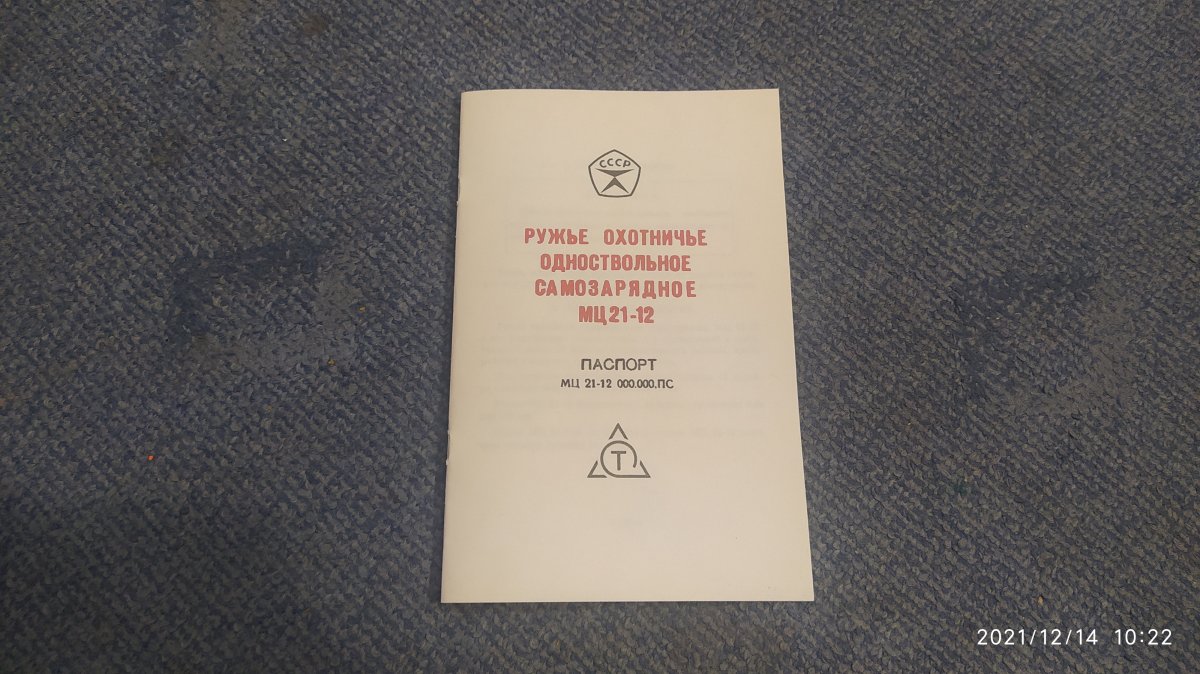 СССР
РУЖЬЕ ОХОТНИЧЬЕ
ОДНОСТВОЛЬНОЕ
САМОЗАРЯДНОЕ
МЦ21-12
ПАСПОРТ
МЦ 21-12 000.000.ПС
Т
2021/12/14 10:22